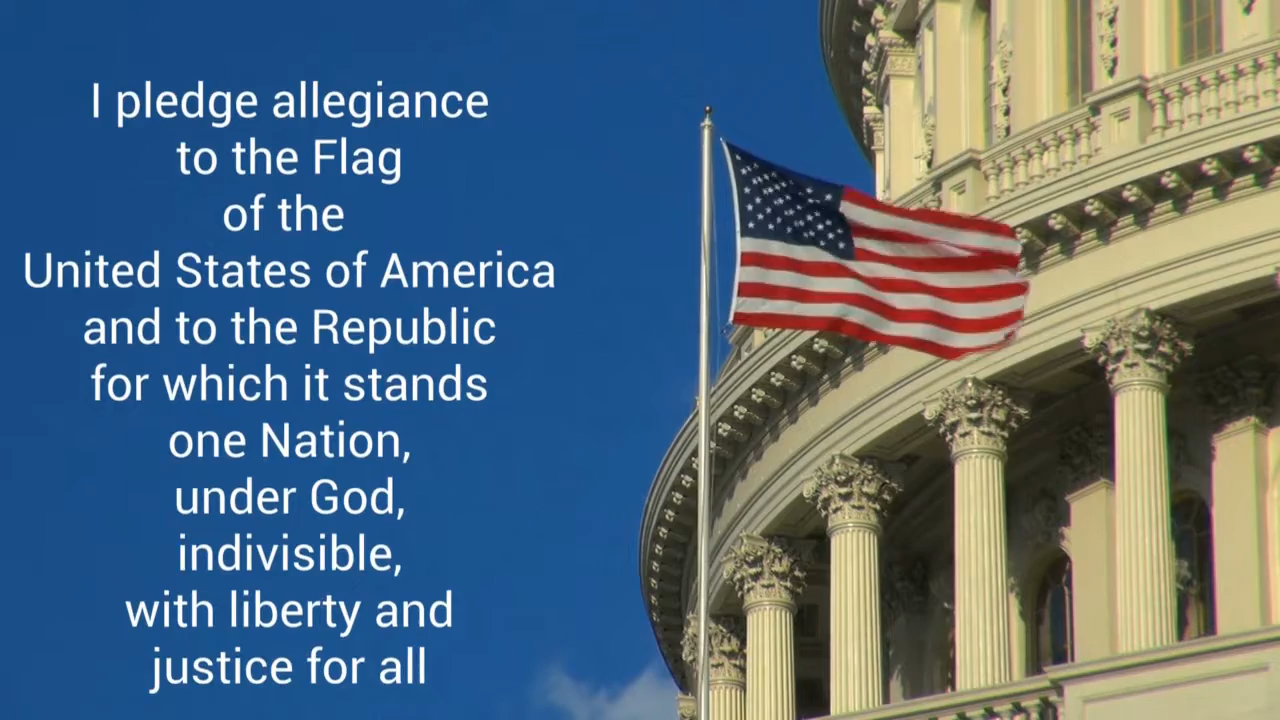 I pledge allegiance
to the Flag
of the
United States of America
and to the Republic
for which it stands
one Nation,
under God,
indivisible,
with liberty and
justice for all